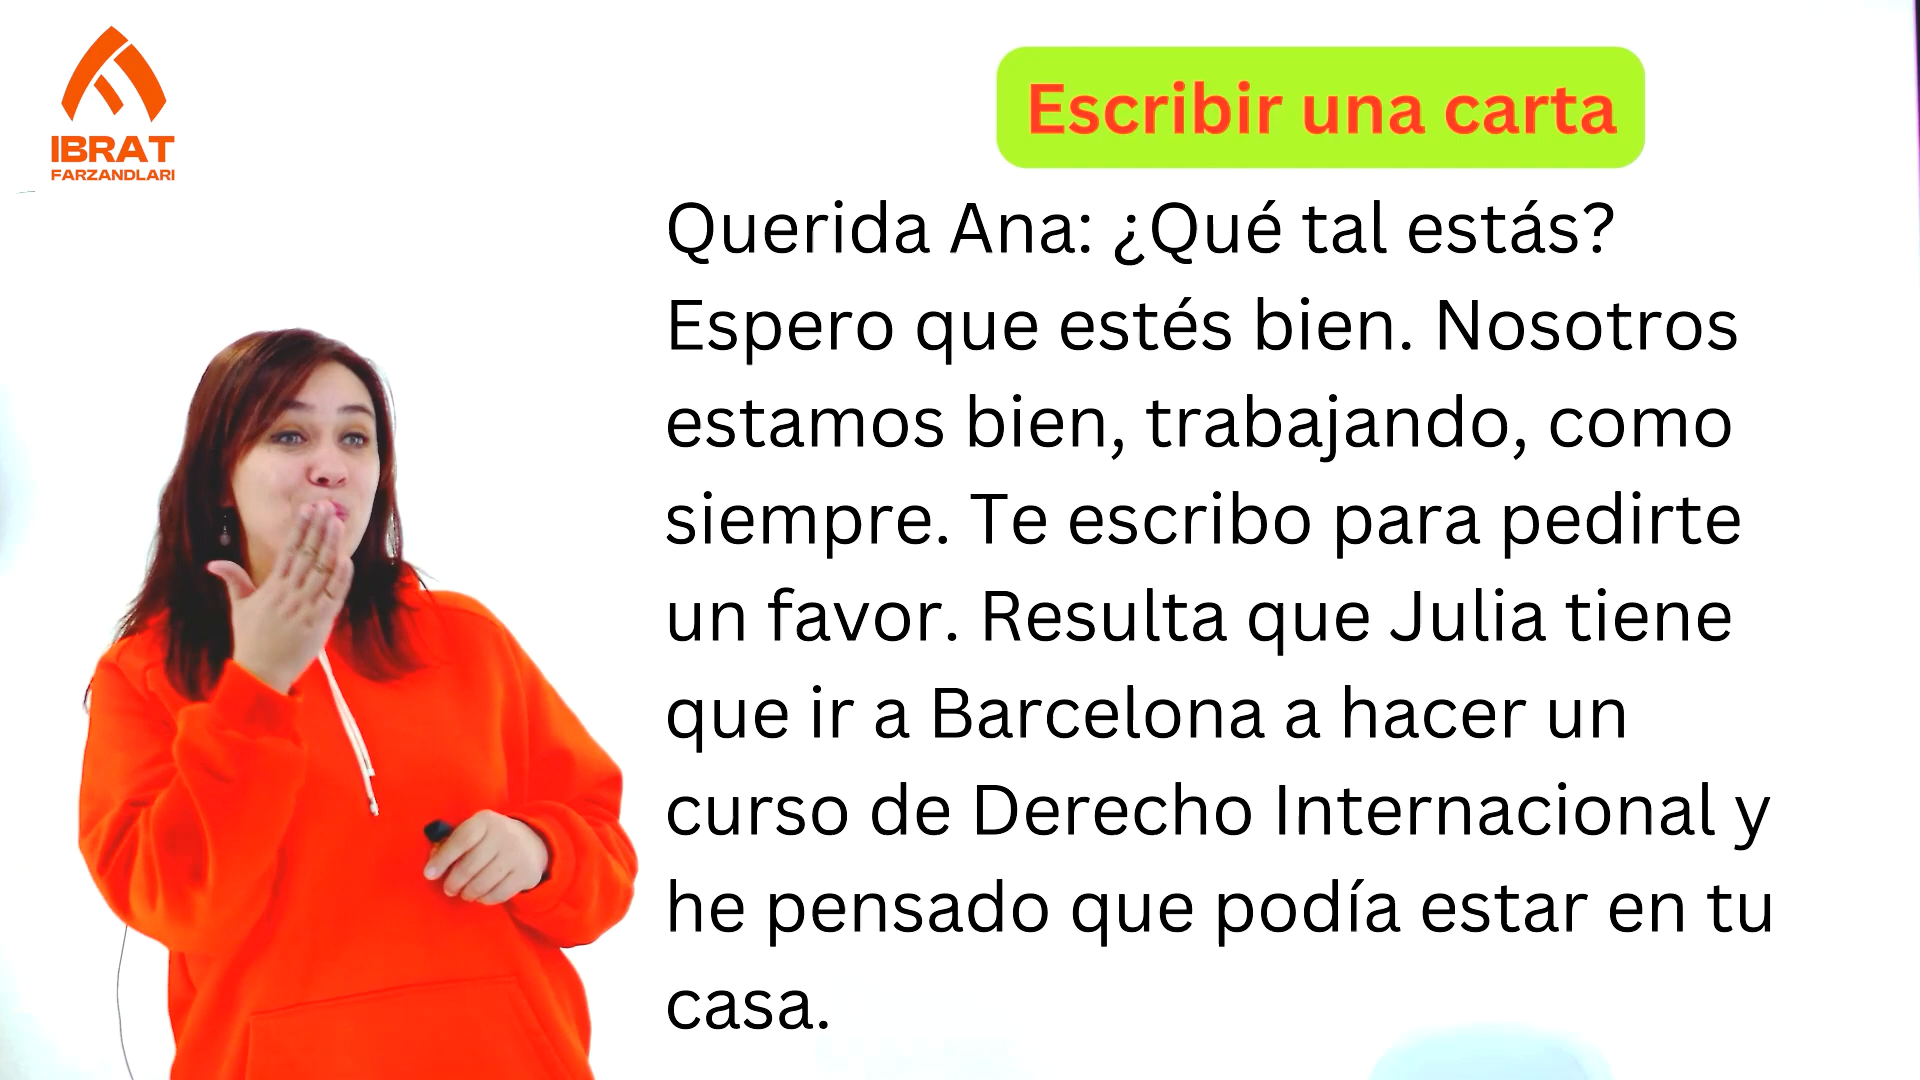 IBRAT
FARZANDLARI
Escribir una carta
Querida Ana: ¿Qué tal estás?
Espero que estés bien. Nosotros
estamos bien, trabajando, como
siempre. Te escribo para pedirte
un favor. Resulta que Julia tiene
que ir a Barcelona a hacer un
curso de Derecho Internacional y
he pensado que podía estar en tu
casa.